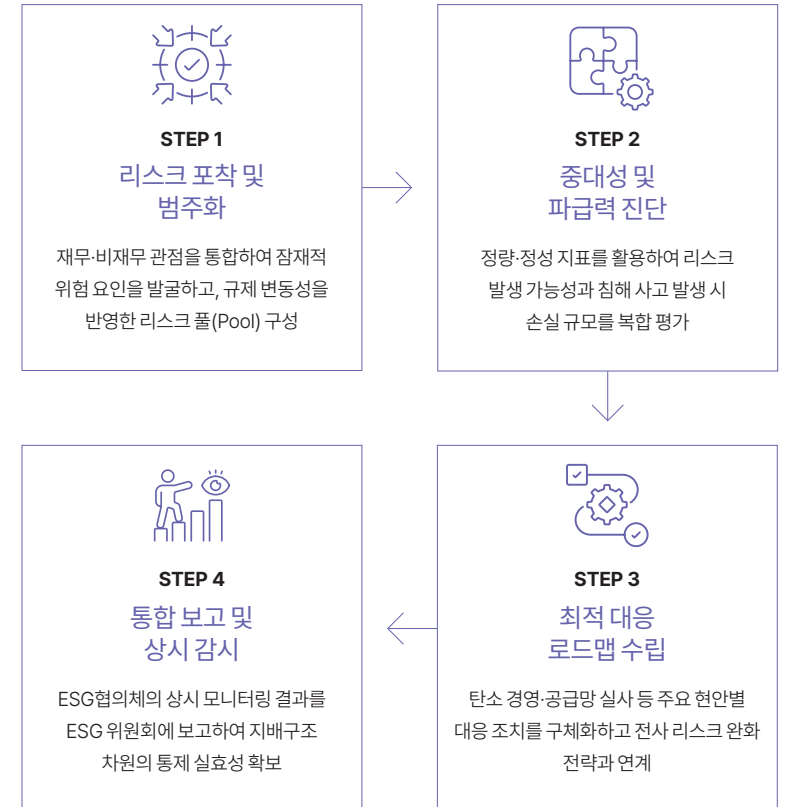 STEP 1
리스크 포착 및
범주화
재무·비재무 관점을 통합하여 잠재적
위험 요인을 발굴하고, 규제 변동성을
반영한 리스크 풀(Pool) 구성
STEP 2
중대성 및
파급력 진단
정량·정성 지표를 활용하여 리스크
발생 가능성과 침해 사고 발생 시
손실 규모를 복합 평가
STEP 3
최적 대응
로드맵 수립
탄소 경영·공급망 실사 등 주요 현안별
대응 조치를 구체화하고 전사 리스크 완화
전략과 연계
STEP 4
통합 보고 및
상시 감시
ESG협의체의 상시 모니터링 결과를
ESG 위원회에 보고하여 지배구조
차원의 통제 실효성 확보